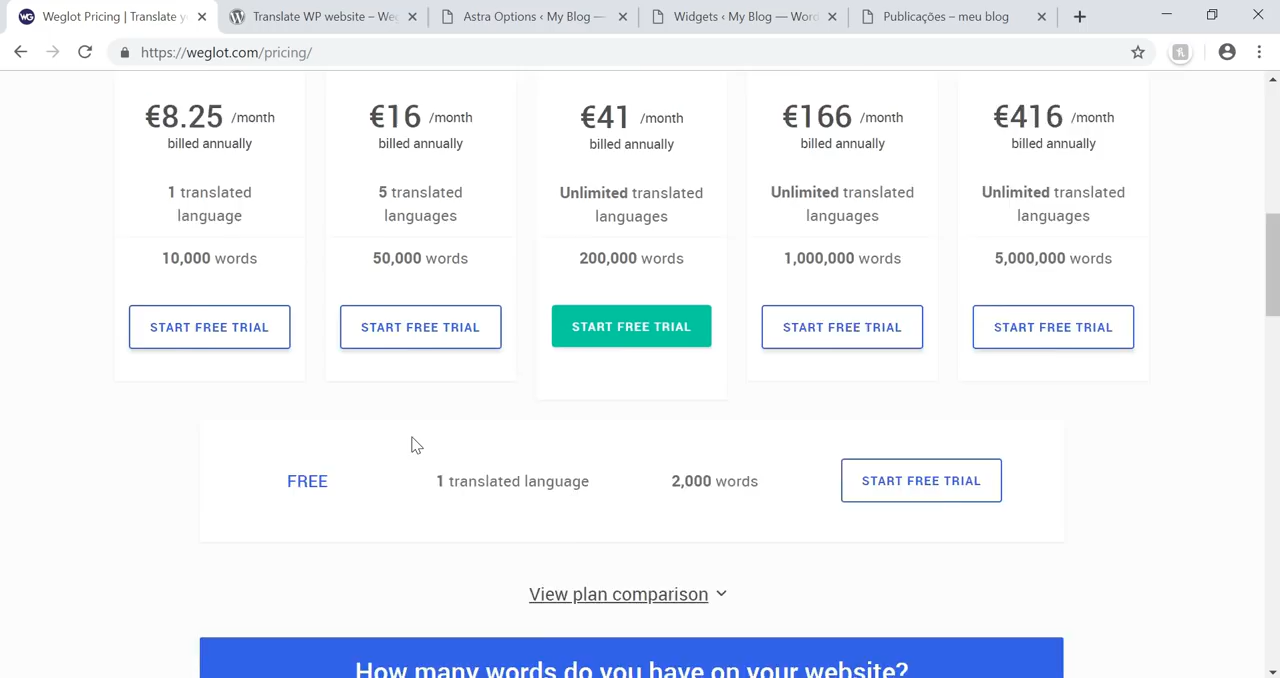 Weglot Pricing | Translate
Translate WP website – We
Astra Options ‹ My Blog —
Widgets ‹ My Blog — Word
Publicações – meu blog
https://weglot.com/pricing/
€8.25 /month
billed annually
1 translated
language
10,000 words
START FREE TRIAL
€16 /month
billed annually
5 translated
languages
50,000 words
START FREE TRIAL
€41 /month
billed annually
Unlimited translated
languages
200,000 words
START FREE TRIAL
€166 /month
billed annually
Unlimited translated
languages
1,000,000 words
START FREE TRIAL
€416 /month
billed annually
Unlimited translated
languages
5,000,000 words
START FREE TRIAL
FREE 1 translated language 2,000 words START FREE TRIAL
View plan comparison
How many words do you have on your website?